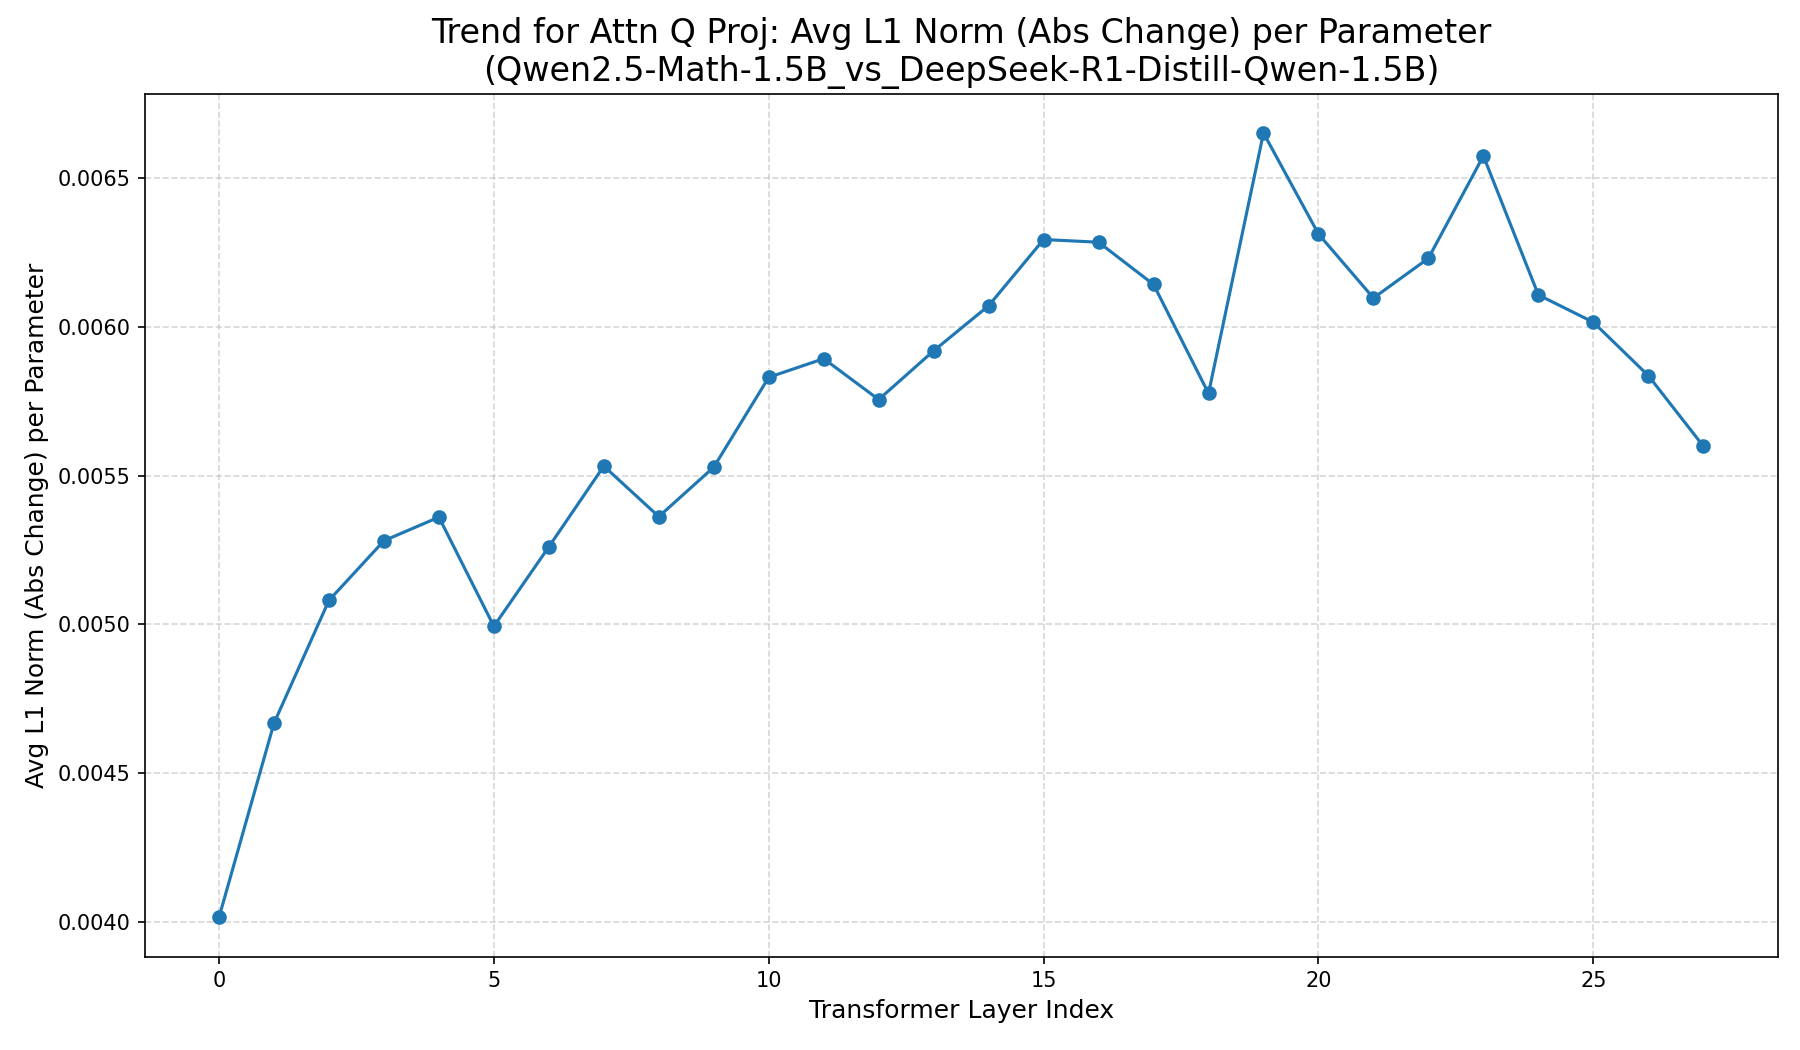 Trend for Attn Q Proj: Avg L1 Norm (Abs Change) per Parameter
(Qwen2.5-Math-1.5B_vs_DeepSeek-R1-Distill-Qwen-1.5B)
Avg L1 Norm (Abs Change) per Parameter
0.0065
0.0060
0.0055
0.0050
0.0045
0.0040
0 5 10 15 20 25
Transformer Layer Index